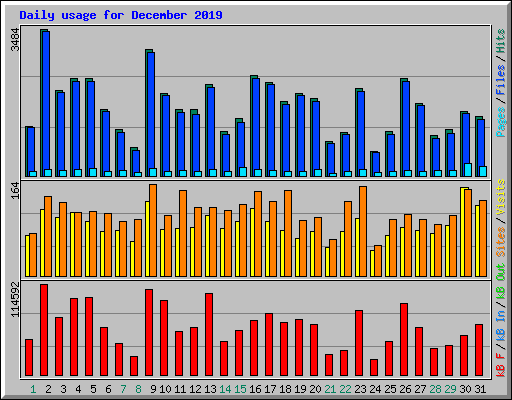 Daily usage for December 2019
3484
Pages / Files / Hits
164
Sites / Visits
114592
kB F / kB In / kB Out
1 2 3 4 5 6 7 8 9 10 11 12 13 14 15 16 17 18 19 20 21 22 23 24 25 26 27 28 29 30 31